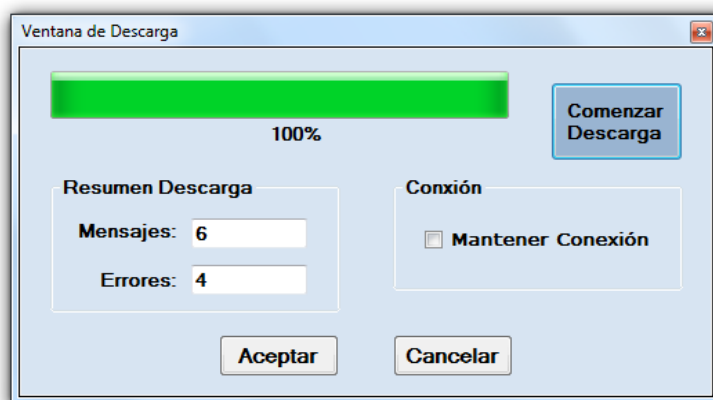 Ventana de Descarga
100%
Comenzar
Descarga
Resumen Descarga
Mensajes: 6
Errores: 4
Conxión
Mantener Conexión
Aceptar
Cancelar